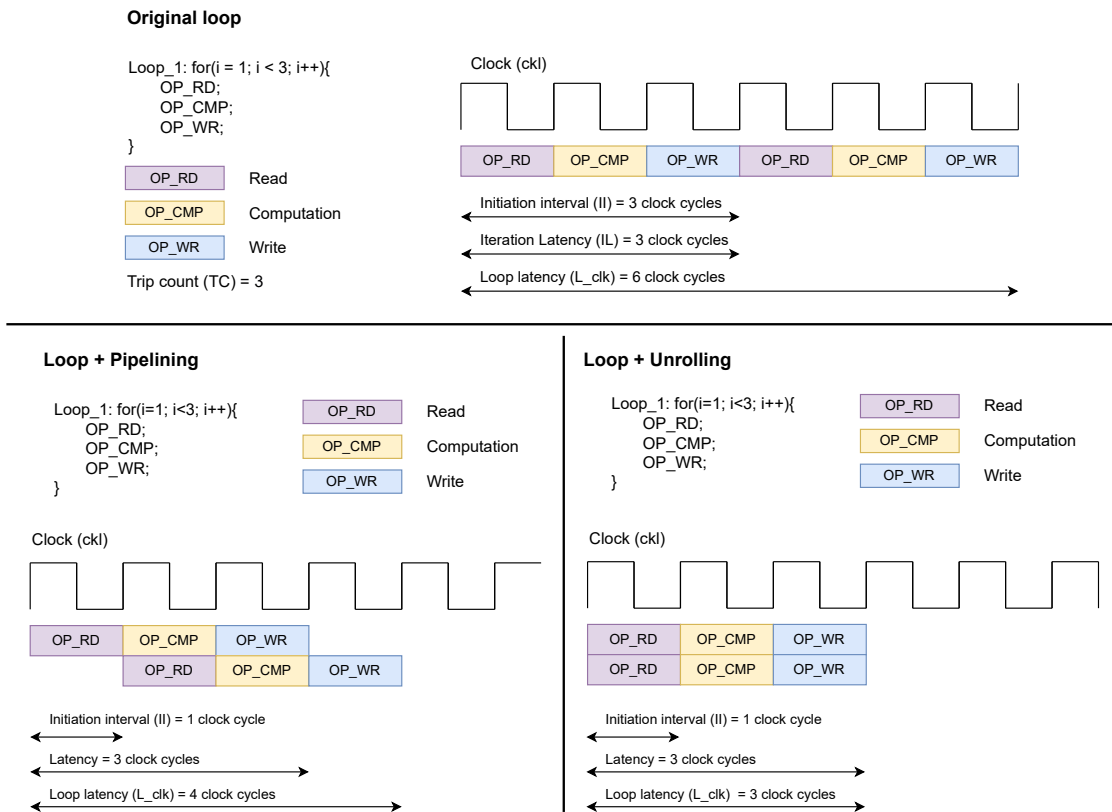 Original loop
Loop_1: for(i = 1; i < 3; i++){
OP_RD;
OP_CMP;
OP_WR;
}
OP_RD Read
OP_CMP Computation
OP_WR Write
Trip count (TC) = 3
Clock (ckl)
OP_RD OP_CMP OP_WR OP_RD OP_CMP OP_WR
Initiation interval (II) = 3 clock cycles
Iteration Latency (IL) = 3 clock cycles
Loop latency (L_clk) = 6 clock cycles
Loop + Pipelining
Loop_1: for(i=1; i<3; i++){
OP_RD;
OP_CMP;
OP_WR;
}
OP_RD Read
OP_CMP Computation
OP_WR Write
Clock (ckl)
OP_RD OP_CMP OP_WR
OP_RD OP_CMP OP_WR
Initiation interval (II) = 1 clock cycle
Latency = 3 clock cycles
Loop latency (L_clk) = 4 clock cycles
Loop + Unrolling
Loop_1: for(i=1; i<3; i++){
OP_RD;
OP_CMP;
OP_WR;
}
OP_RD Read
OP_CMP Computation
OP_WR Write
Clock (ckl)
OP_RD OP_CMP OP_WR
OP_RD OP_CMP OP_WR
Initiation interval (II) = 1 clock cycle
Latency = 3 clock cycles
Loop latency (L_clk) = 3 clock cycles